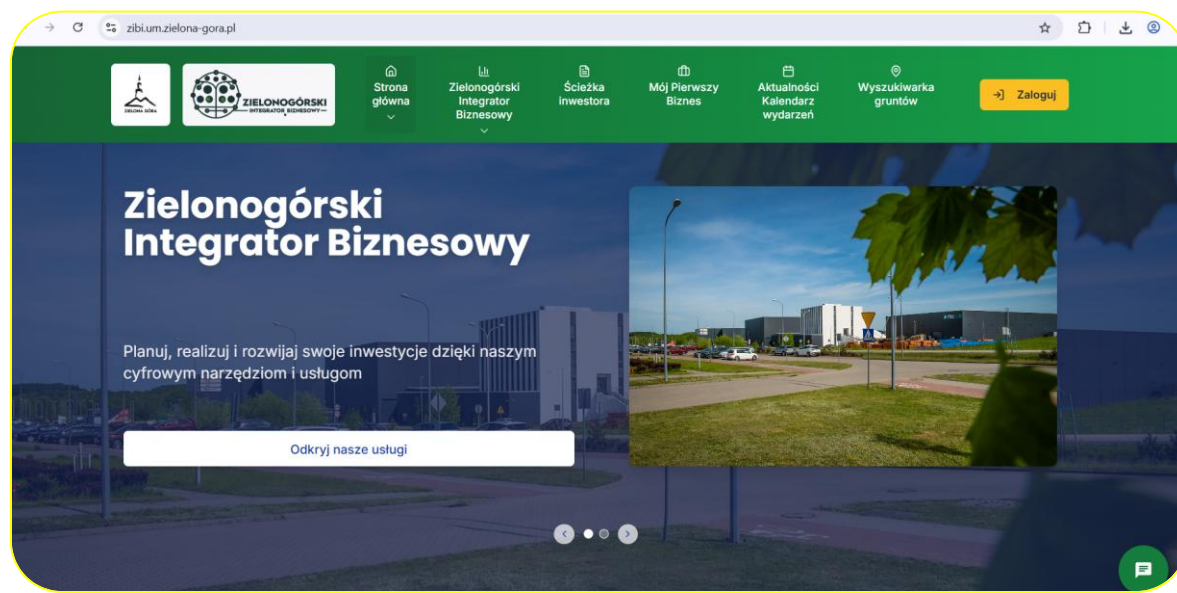 zibi.um.zielona-gora.pl
ZIELONA GÓRA
ZIELONOGÓRSKI
INTEGRATOR BIZNESOWY
Strona
główna
Zielonogórski
Integrator
Biznesowy
Ścieżka
inwestora
Mój Pierwszy
Biznes
Aktualności
Kalendarz
wydarzeń
Wyszukiwarka
gruntów
Zaloguj
Zielonogórski
Integrator Biznesowy
Planuj, realizuj i rozwijaj swoje inwestycje dzięki naszym
cyfrowym narzędziom i usługom
Odkryj nasze usługi